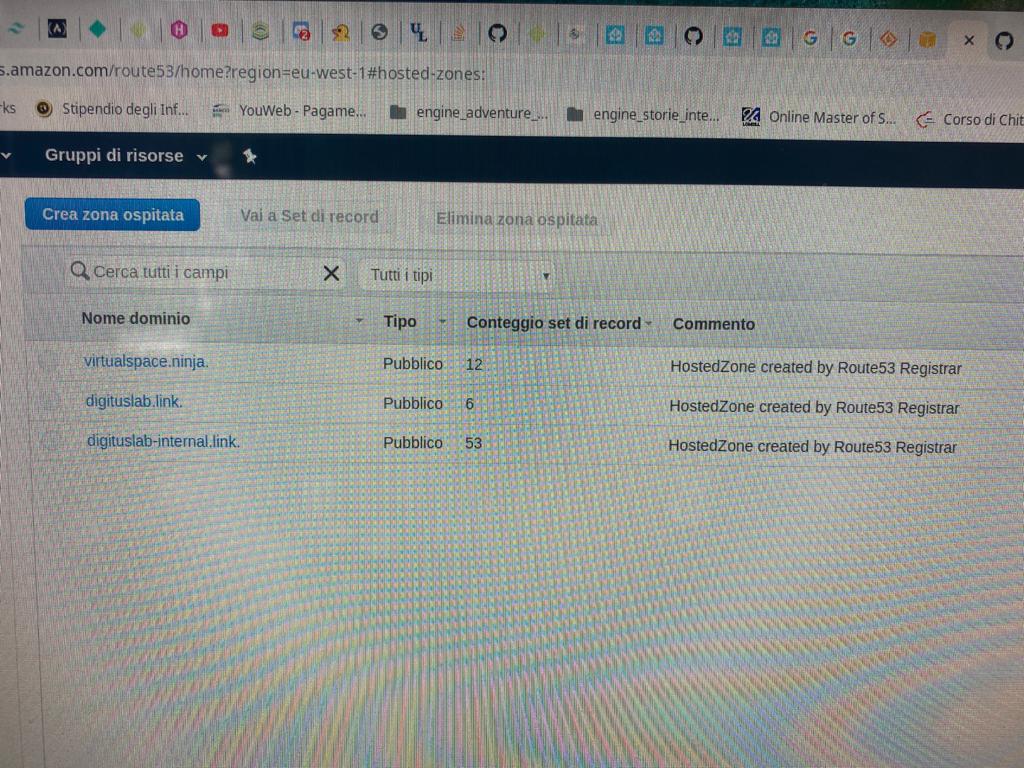 s.amazon.com/route53/home?region=eu-west-1#hosted-zones:
rks Stipendio degli Inf... YouWeb - Pagame... engine_adventure_... engine_storie_inte... Online Master of S... Corso di Chit
Gruppi di risorse
Crea zona ospitata Vai a Set di record Elimina zona ospitata
Cerca tutti i campi Tutti i tipi
Nome dominio Tipo Conteggio set di record Commento
virtualspace.ninja. Pubblico 12 HostedZone created by Route53 Registrar
digituslab.link. Pubblico 6 HostedZone created by Route53 Registrar
digituslab-internal.link. Pubblico 53 HostedZone created by Route53 Registrar